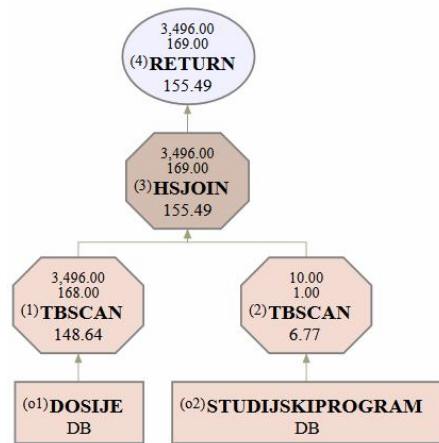 3,496.00
169.00
(4)RETURN
155.49
3,496.00
169.00
(3)HSJOIN
155.49
3,496.00
168.00
(1)TBSCAN
148.64
10.00
1.00
(2)TBSCAN
6.77
(o1)DOSIJE
DB
(o2)STUDIJSKIPROGRAM
DB